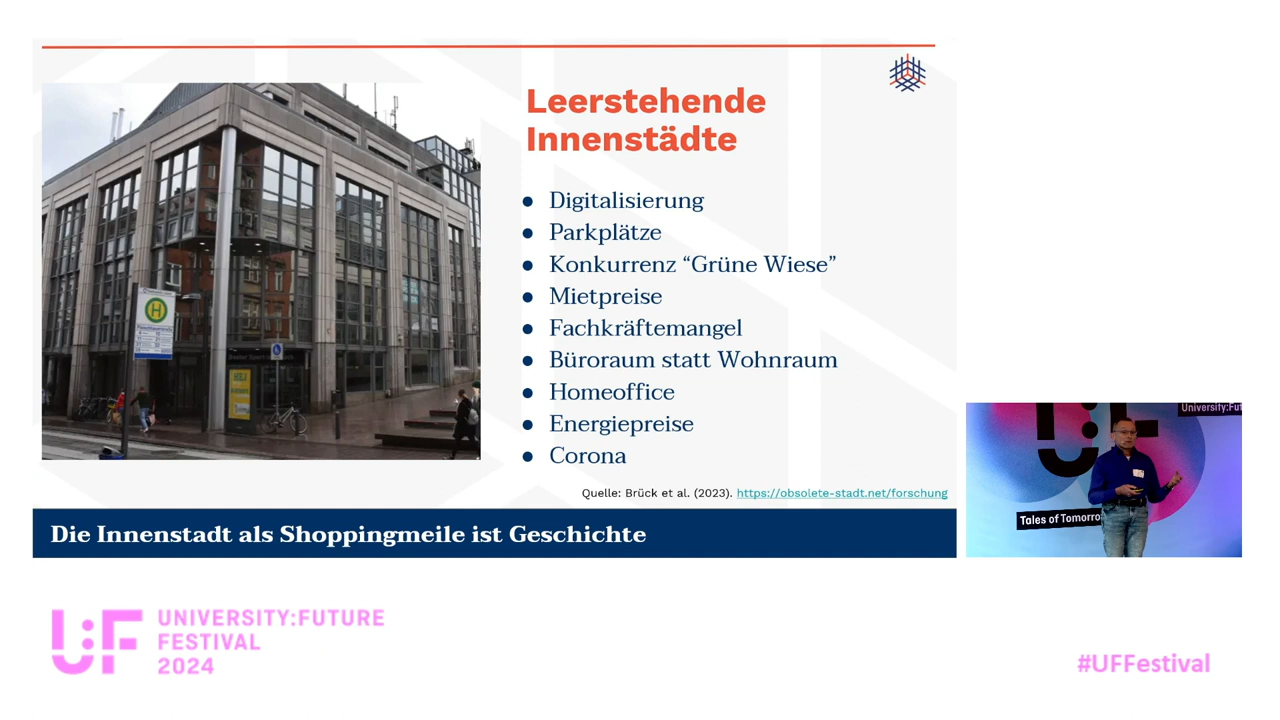 Leerstehende
Innenstädte
● Digitalisierung
● Parkplätze
● Konkurrenz “Grüne Wiese”
● Mietpreise
● Fachkräftemangel
● Büroraum statt Wohnraum
● Homeoffice
● Energiepreise
● Corona
Quelle: Brück et al. (2023). https://obsolete-stadt.net/forschung
Die Innenstadt als Shoppingmeile ist Geschichte
H
University:Fut
Tales of Tomorro
U:F
UNIVERSITY:FUTURE
FESTIVAL
2024
#UFFestival